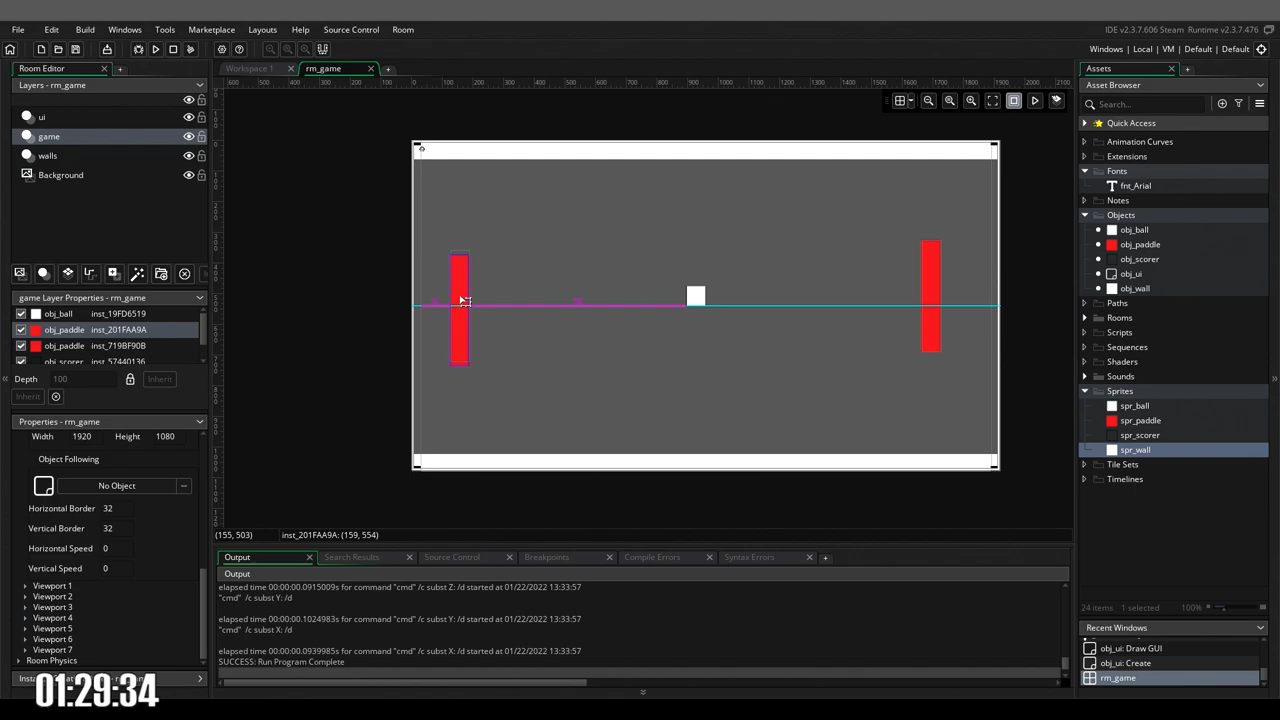 File Edit Build Windows Tools Marketplace Layouts Help Source Control Room
IDE v2.3.7.606 Steam Runtime v2.3.7.476
Windows | Local | VM | Default | Default
Room Editor
Workspace 1
rm_game
Assets
Layers - rm_game
ui
game
walls
Background
game Layer Properties - rm_game
obj_ball inst_19FD6519
obj_paddle inst_201FAA9A
obj_paddle inst_719BF90B
obj_scorer inst_57440136
Depth 100 Inherit
Inherit
Properties - rm_game
Width 1920 Height 1080
Object Following
No Object
Horizontal Border 32
Vertical Border 32
Horizontal Speed 0
Vertical Speed 0
Viewport 1
Viewport 2
Viewport 3
Viewport 4
Viewport 5
Viewport 6
Viewport 7
Room Physics
01:29:34
(155, 503) inst_201FAA9A: (159, 554)
Output Search Results Source Control Breakpoints Compile Errors Syntax Errors
Output
elapsed time 00:00:00.0915009s for command "cmd" /c subst Z: /d started at 01/22/2022 13:33:57
"cmd" /c subst Y: /d
elapsed time 00:00:00.1024983s for command "cmd" /c subst Y: /d started at 01/22/2022 13:33:57
"cmd" /c subst X: /d
elapsed time 00:00:00.0939985s for command "cmd" /c subst X: /d started at 01/22/2022 13:33:57
SUCCESS: Run Program Complete
Asset Browser
Search...
Quick Access
Animation Curves
Extensions
Fonts
fnt_Arial
Notes
Objects
obj_ball
obj_paddle
obj_scorer
obj_ui
obj_wall
Paths
Rooms
Scripts
Sequences
Shaders
Sounds
Sprites
spr_ball
spr_paddle
spr_scorer
spr_wall
Tile Sets
Timelines
24 items 1 selected 100%
Recent Windows
obj_ui: Draw GUI
obj_ui: Create
rm_game